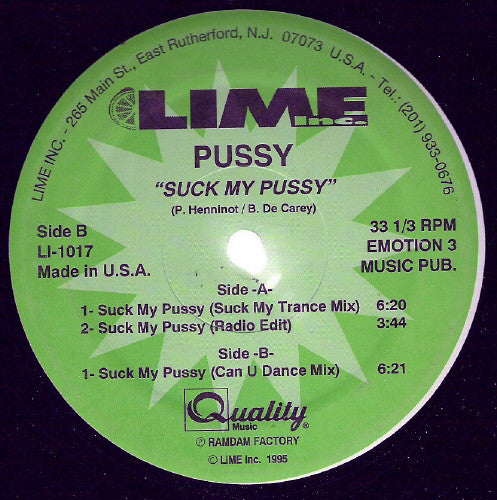 LIME INC. - 265 Main St., East Rutherford, N.J. 07073 U.S.A. - Tel.: (201) 933-0676
LIME
Inc.
PUSSY
"SUCK MY PUSSY"
(P. Henninot / B. De Carey)
Side B
LI-1017
Made in U.S.A.
33 1/3 RPM
EMOTION 3
MUSIC PUB.
Side -A-
1- Suck My Pussy (Suck My Trance Mix) 6:20
2- Suck My Pussy (Radio Edit) 3:44
Side -B-
1- Suck My Pussy (Can U Dance Mix) 6:21
Quality
Music ®
℗ RAMDAM FACTORY
© LIME Inc. 1995